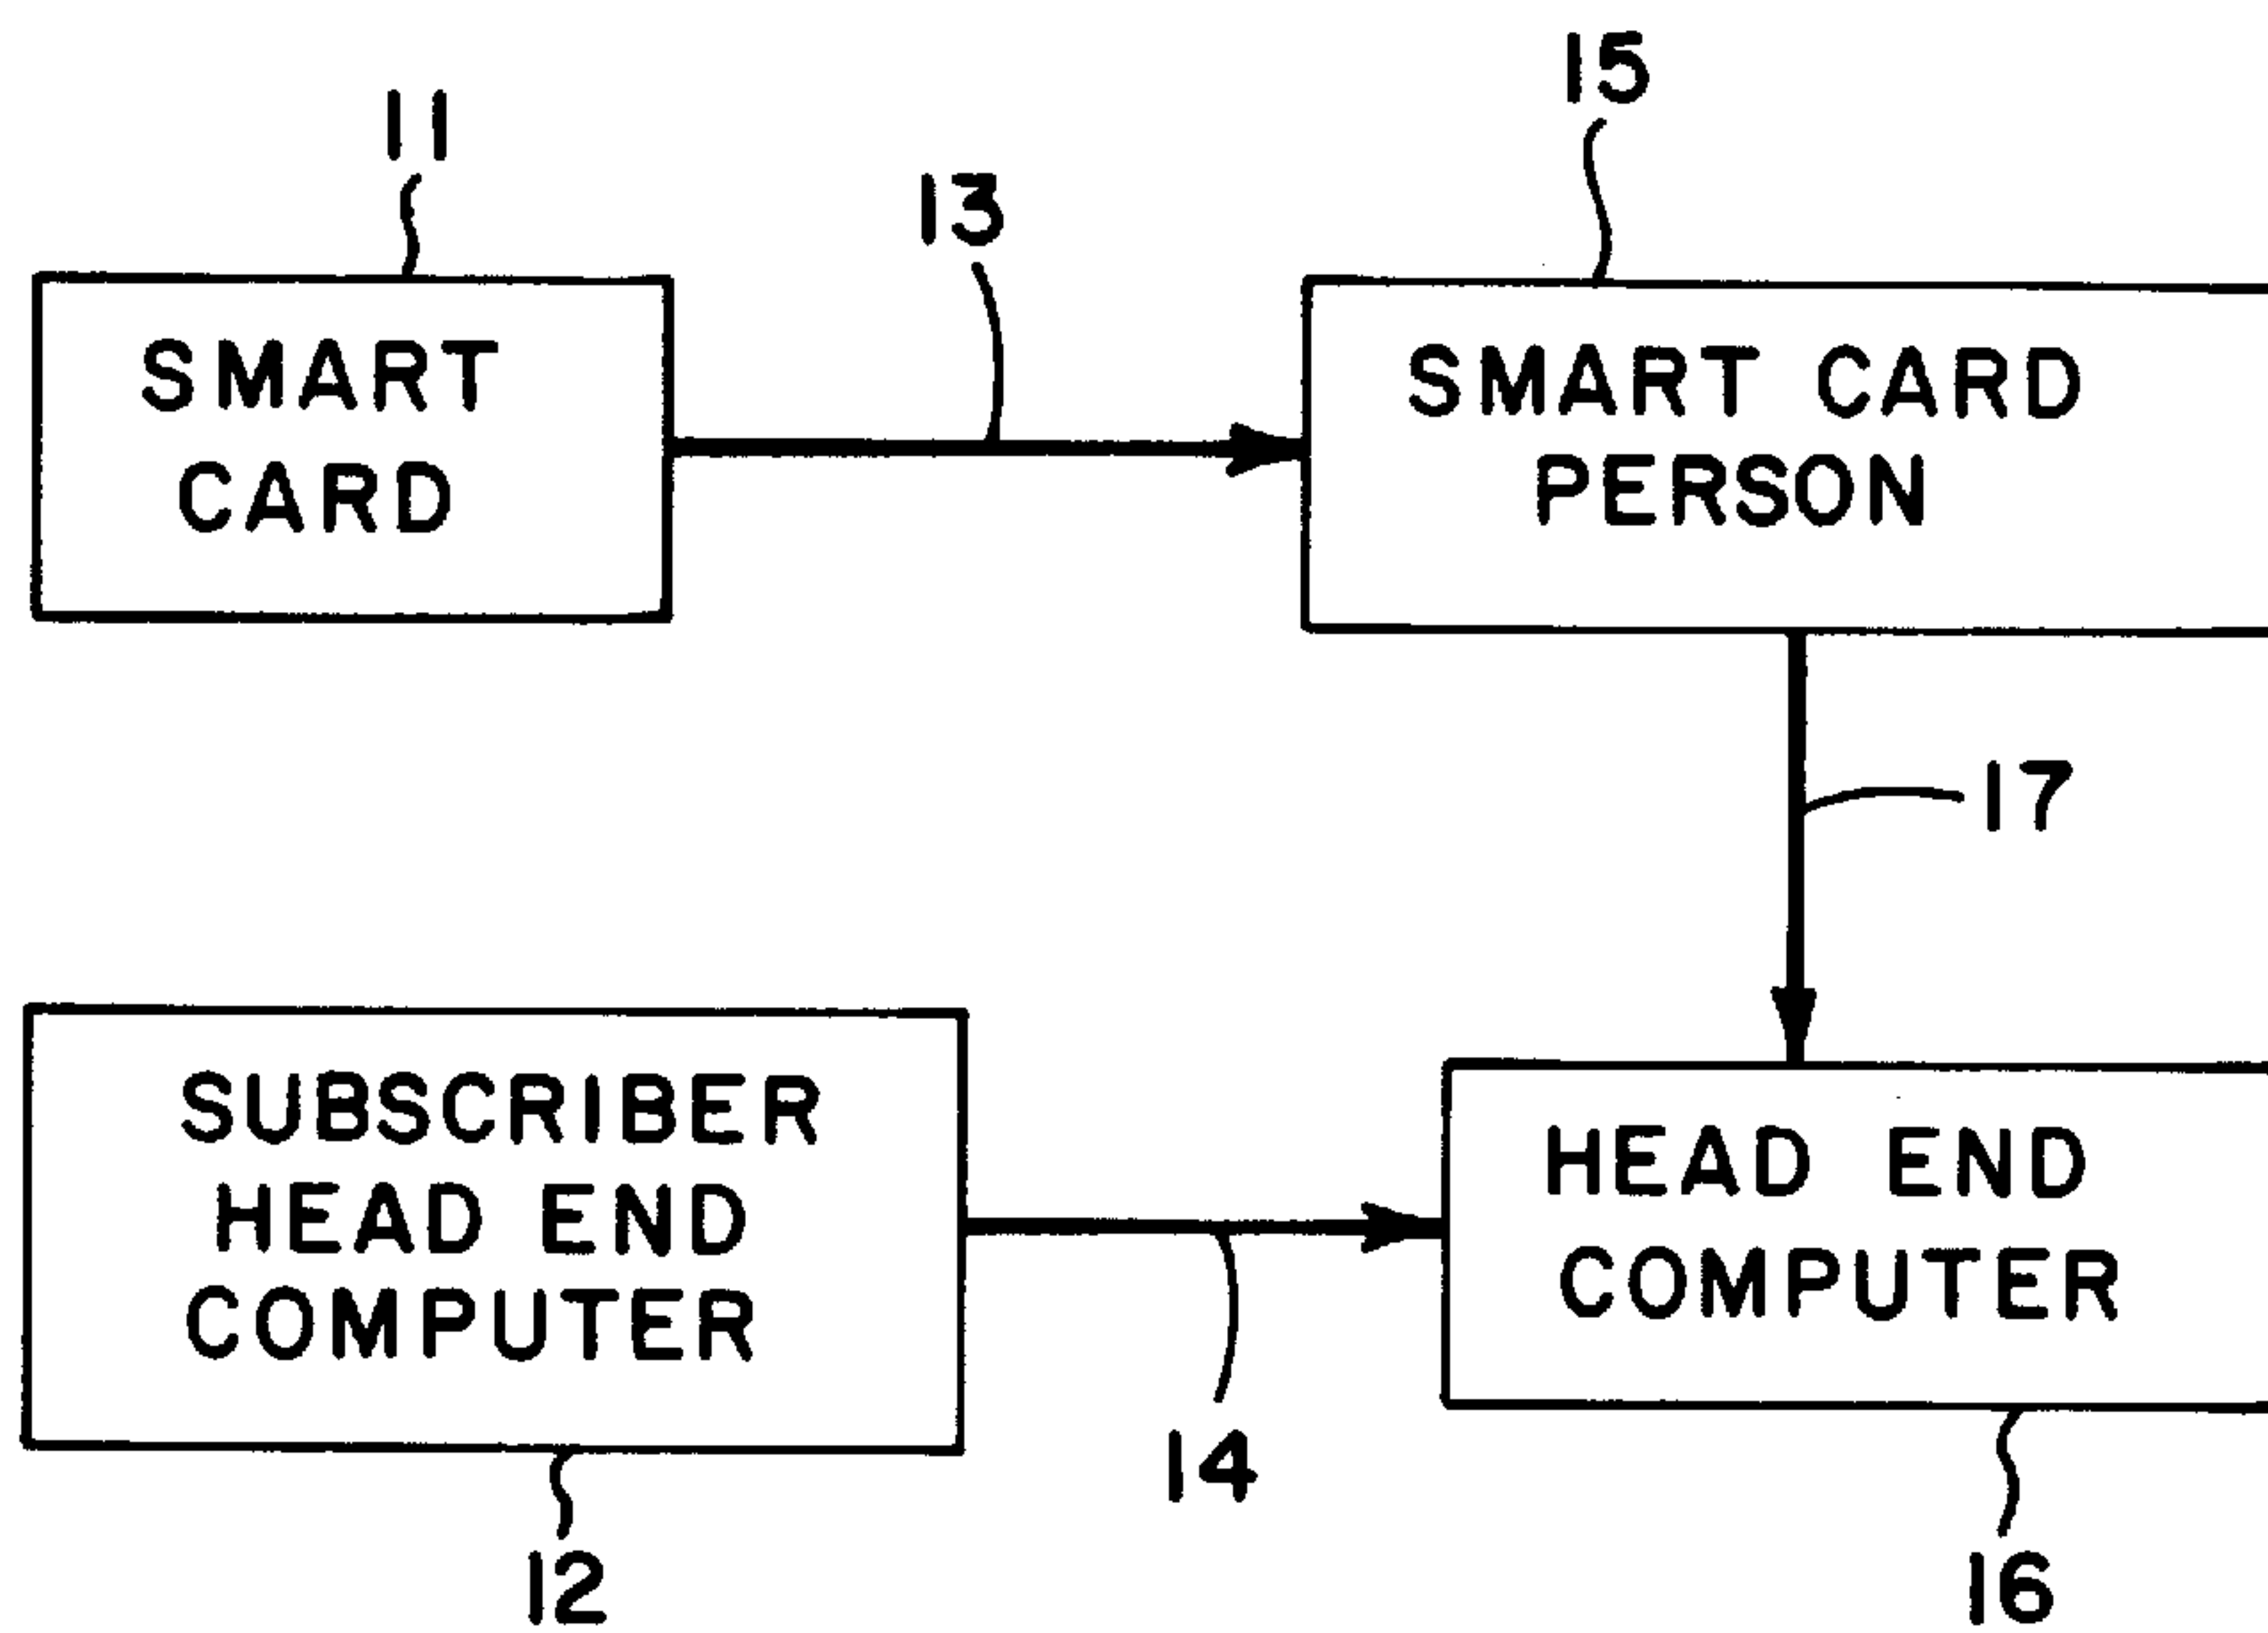 11
13
15
SMART
CARD
SMART CARD
PERSON
17
SUBSCRIBER
HEAD END
COMPUTER
HEAD END
COMPUTER
14
12
16